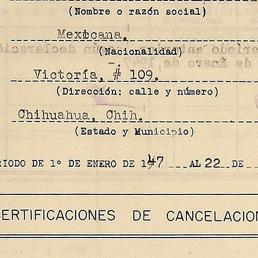 (Nombre o razón social)
Mexicana.
(Nacionalidad)
Victoria, # 109.
(Dirección: calle y número)
Chihuahua, Chih.
(Estado y Municipio)
RIODO DE 1º DE ENERO DE 1947 AL 22 DE
CERTIFICACIONES DE CANCELACION